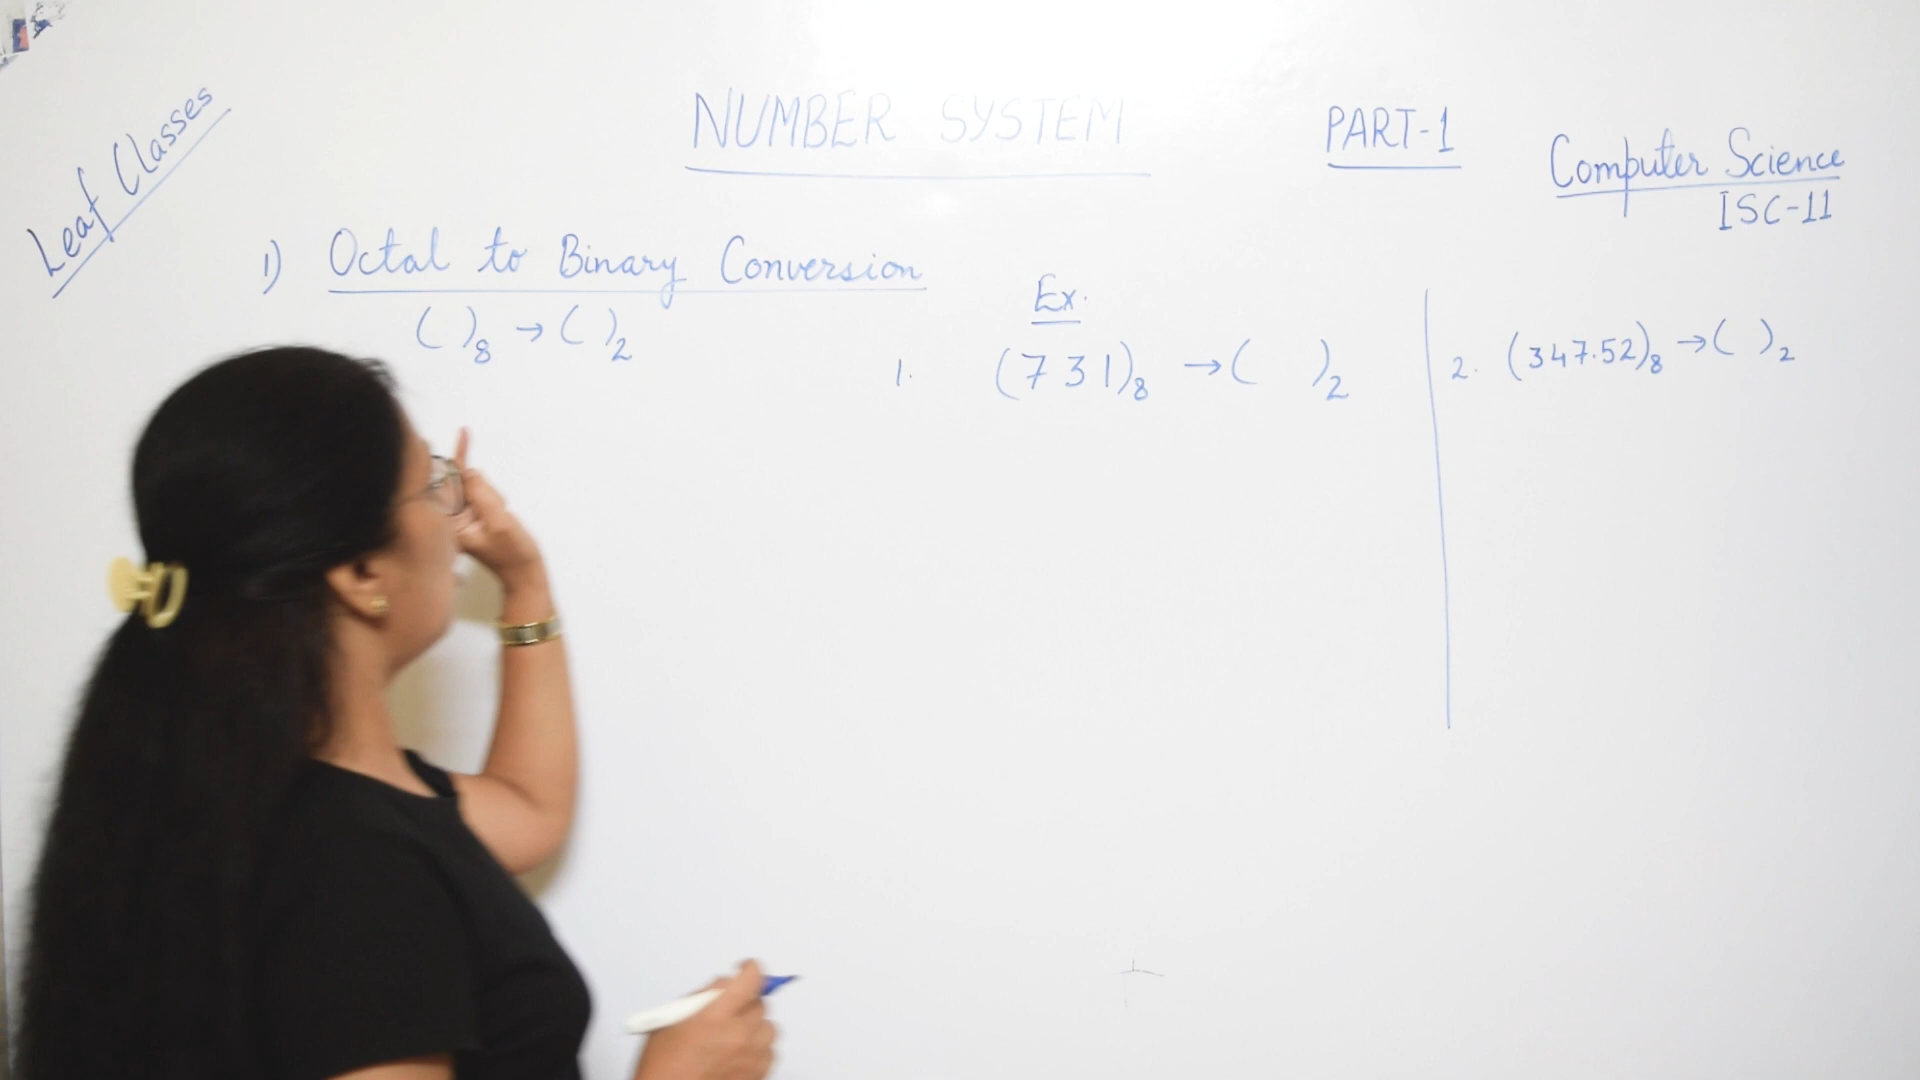 Leaf Classes
NUMBER SYSTEM
PART-1
Computer Science
ISC-11
1) Octal to Binary Conversion
( )₈ → ( )₂
Ex.
1. (731)₈ → ( )₂
2. (347.52)₈ → ( )₂